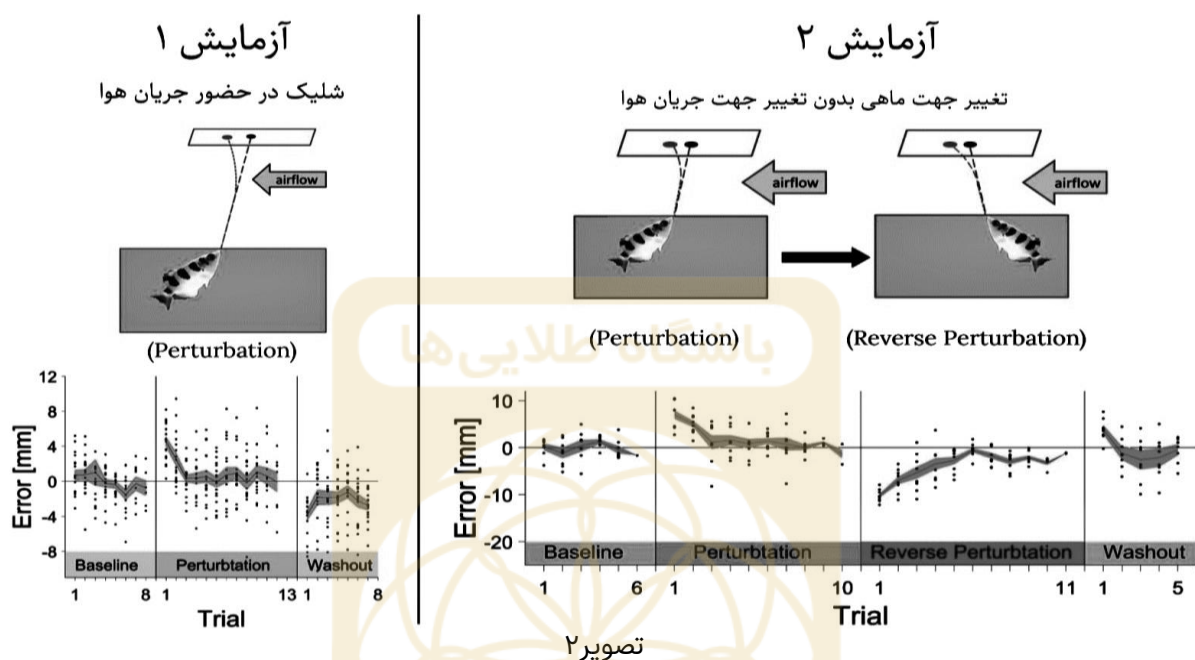 آزمایش ۱
شلیک در حضور جریان هوا
airflow
(Perturbation)
12
8
4
0
-4
-8
Error [mm]
Baseline
Perturbtation
Washout
1 8 1 13 1 8
Trial
آزمایش ۲
تغییر جهت ماهی بدون تغییر جهت جریان هوا
airflow
airflow
(Perturbation)
(Reverse Perturbation)
10
0
-10
-20
Error [mm]
Baseline
Perturbtation
Reverse Perturbtation
Washout
1 6 1 10 1 11 1 5
Trial
باشگاه طلایی‌ها
تصویر۲